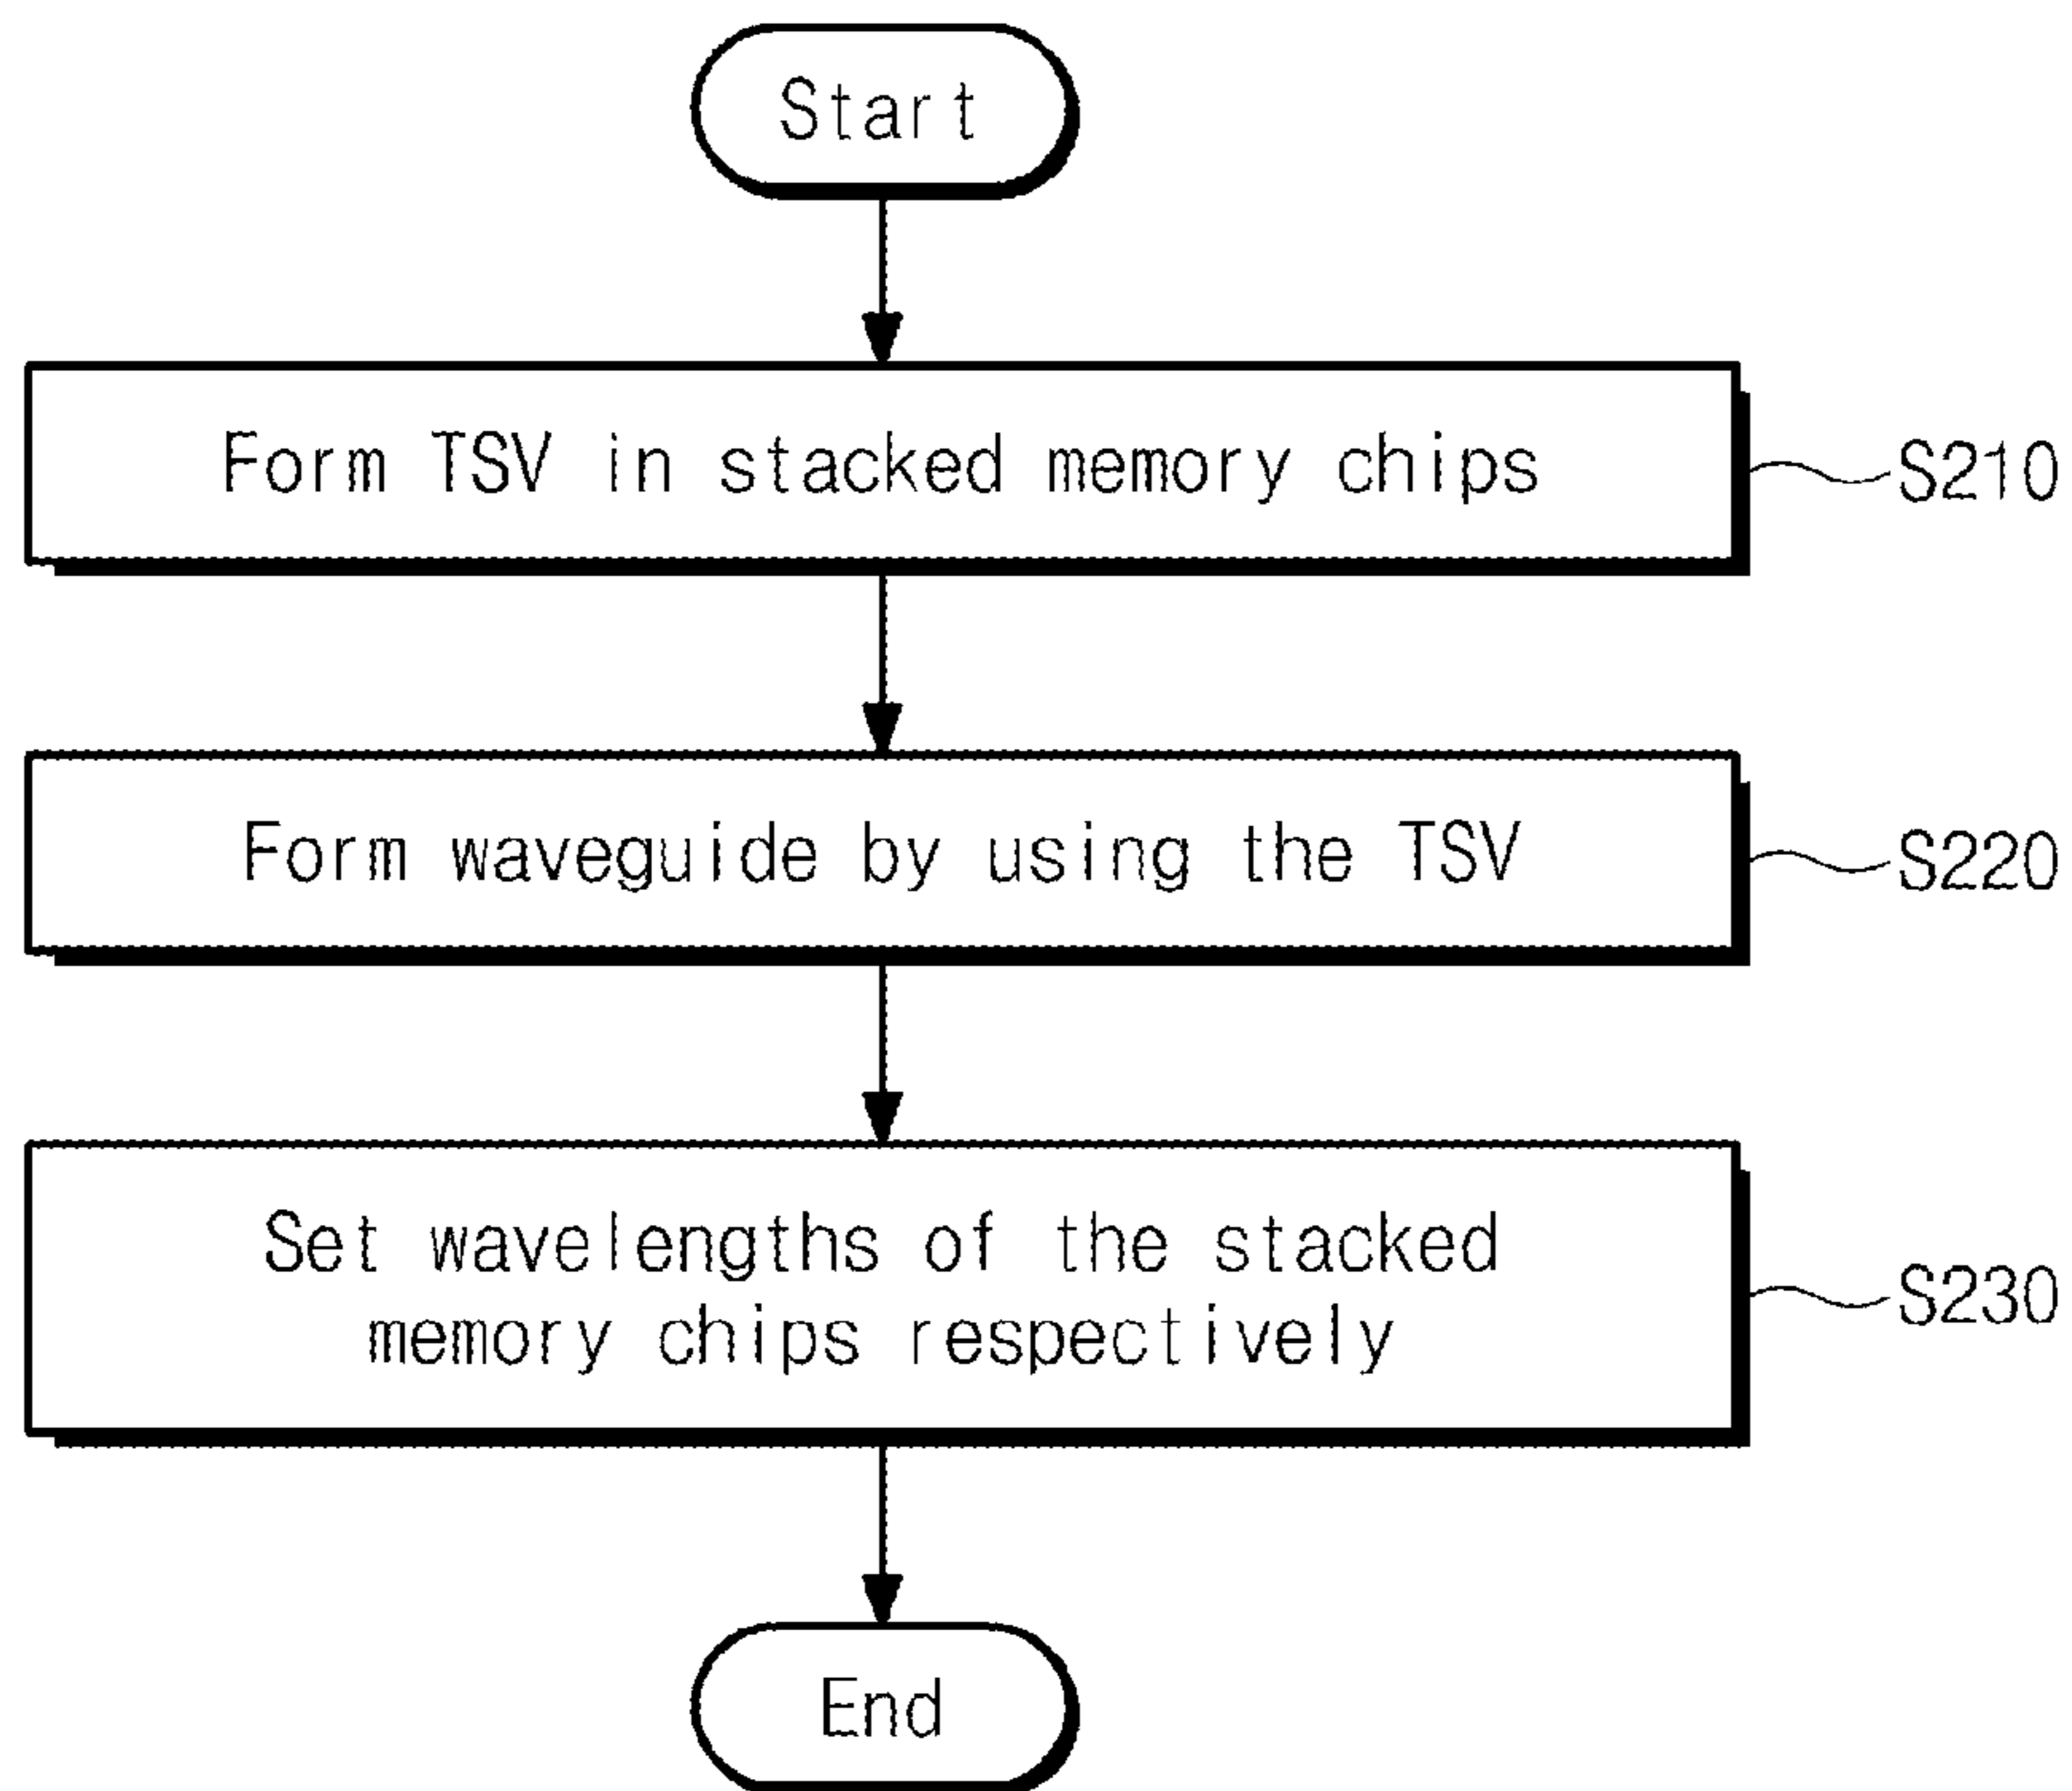 Start
Form TSV in stacked memory chips
S210
Form waveguide by using the TSV
S220
Set wavelengths of the stacked
memory chips respectively
S230
End